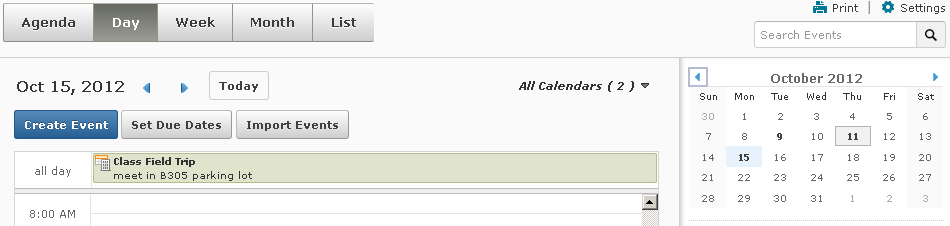 Agenda Day Week Month List
Print | Settings
Search Events
Oct 15, 2012 Today All Calendars ( 2 )
Create Event Set Due Dates Import Events
all day Class Field Trip
meet in B305 parking lot
8:00 AM
October 2012
Sun Mon Tue Wed Thu Fri Sat
30 1 2 3 4 5 6
7 8 9 10 11 12 13
14 15 16 17 18 19 20
21 22 23 24 25 26 27
28 29 30 31 1 2 3